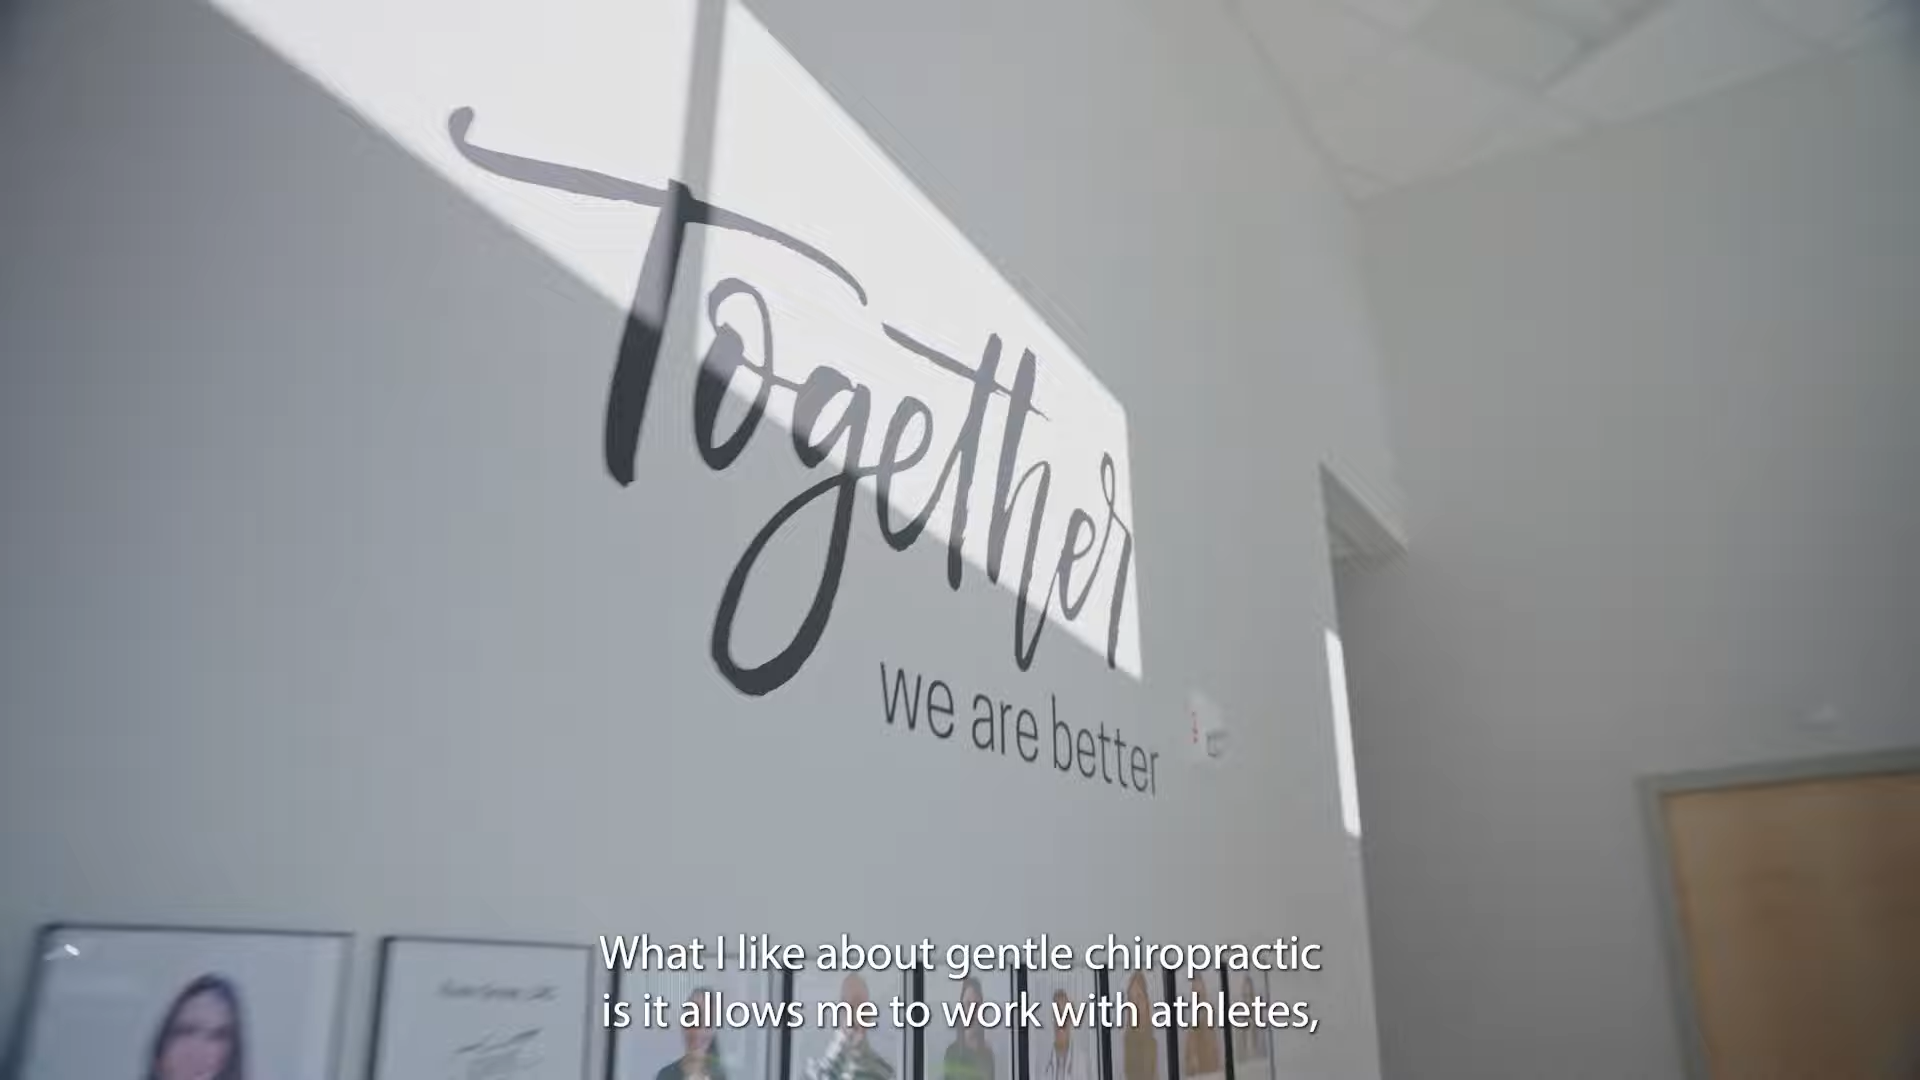 Together
we are better
What I like about gentle chiropractic
is it allows me to work with athletes,